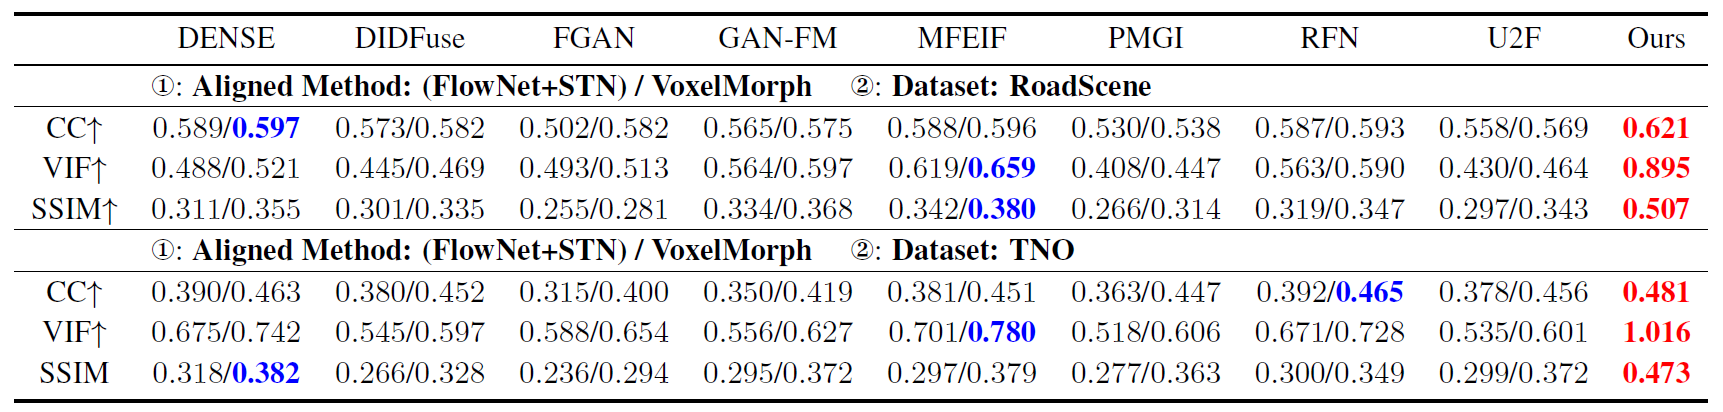 DENSE DIDFuse FGAN GAN-FM MFEIF PMGI RFN U2F Ours
①: Aligned Method: (FlowNet+STN) / VoxelMorph ②: Dataset: RoadScene
CC↑ 0.589/0.597 0.573/0.582 0.502/0.582 0.565/0.575 0.588/0.596 0.530/0.538 0.587/0.593 0.558/0.569 0.621
VIF↑ 0.488/0.521 0.445/0.469 0.493/0.513 0.564/0.597 0.619/0.659 0.408/0.447 0.563/0.590 0.430/0.464 0.895
SSIM↑ 0.311/0.355 0.301/0.335 0.255/0.281 0.334/0.368 0.342/0.380 0.266/0.314 0.319/0.347 0.297/0.343 0.507
①: Aligned Method: (FlowNet+STN) / VoxelMorph ②: Dataset: TNO
CC↑ 0.390/0.463 0.380/0.452 0.315/0.400 0.350/0.419 0.381/0.451 0.363/0.447 0.392/0.465 0.378/0.456 0.481
VIF↑ 0.675/0.742 0.545/0.597 0.588/0.654 0.556/0.627 0.701/0.780 0.518/0.606 0.671/0.728 0.535/0.601 1.016
SSIM 0.318/0.382 0.266/0.328 0.236/0.294 0.295/0.372 0.297/0.379 0.277/0.363 0.300/0.349 0.299/0.372 0.473